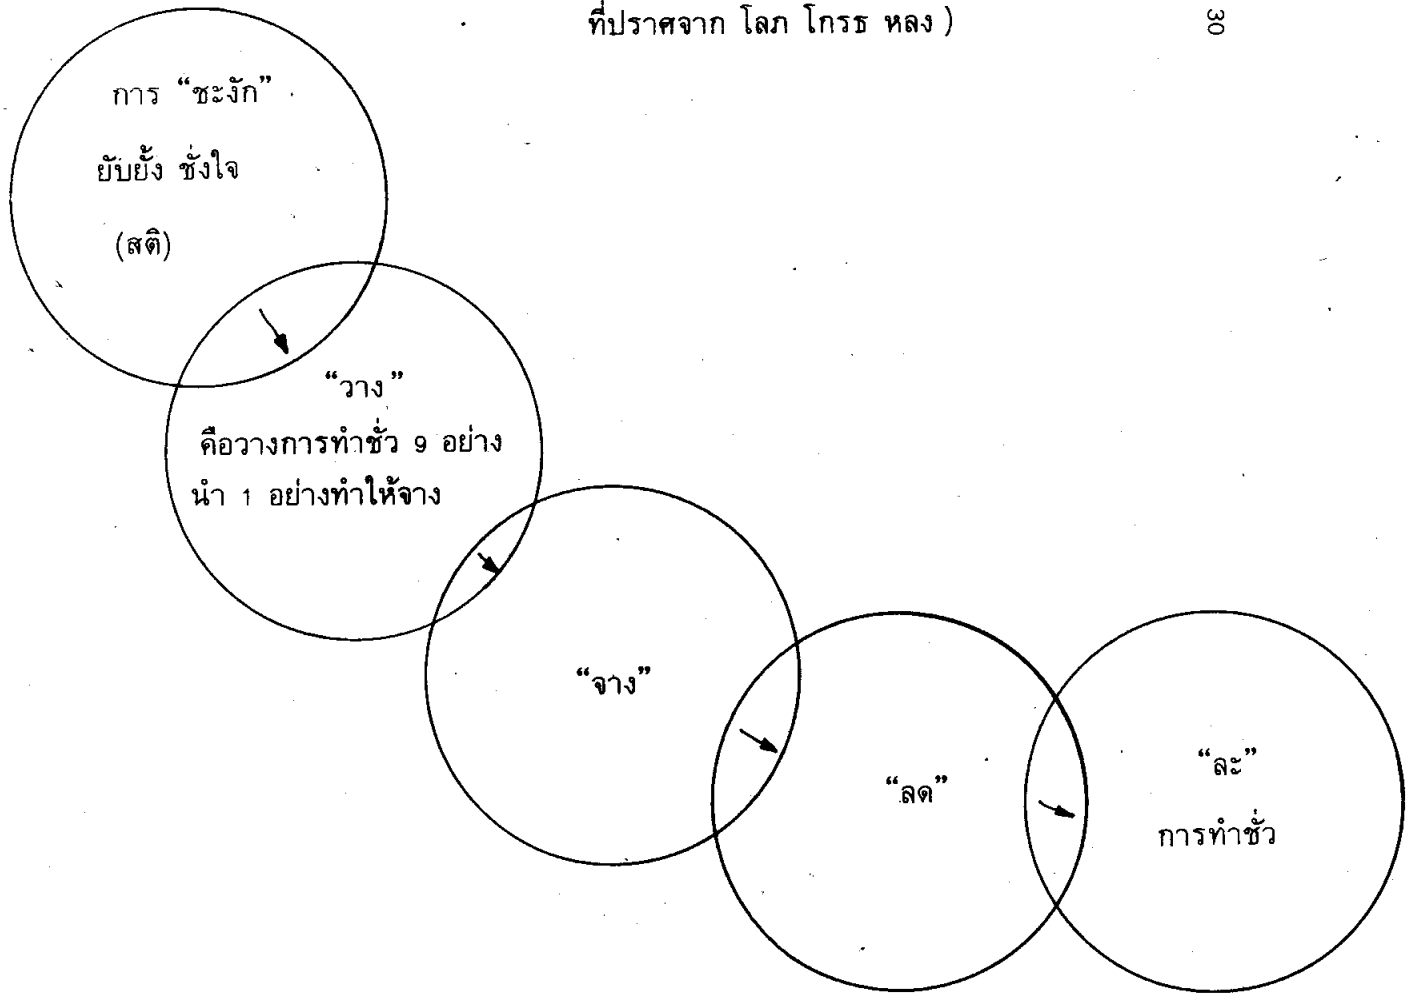 ที่ปราศจาก โลภ โกรธ หลง )
30
การ “ชะงัก”
ยับยั้ง ชั่งใจ
(สติ)
“วาง”
คือวางการทำชั่ว 9 อย่าง
นำ 1 อย่างทำให้จาง
“จาง”
“ลด”
“ละ”
การทำชั่ว